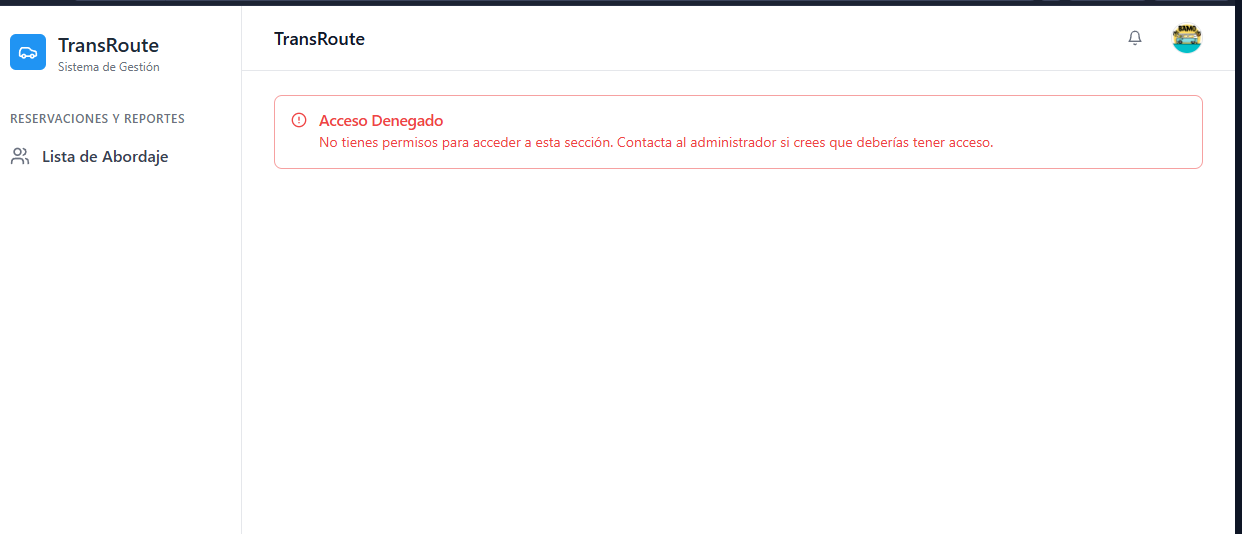 TransRoute
Sistema de Gestión
RESERVACIONES Y REPORTES
Lista de Abordaje
TransRoute
Acceso Denegado
No tienes permisos para acceder a esta sección. Contacta al administrador si crees que deberías tener acceso.